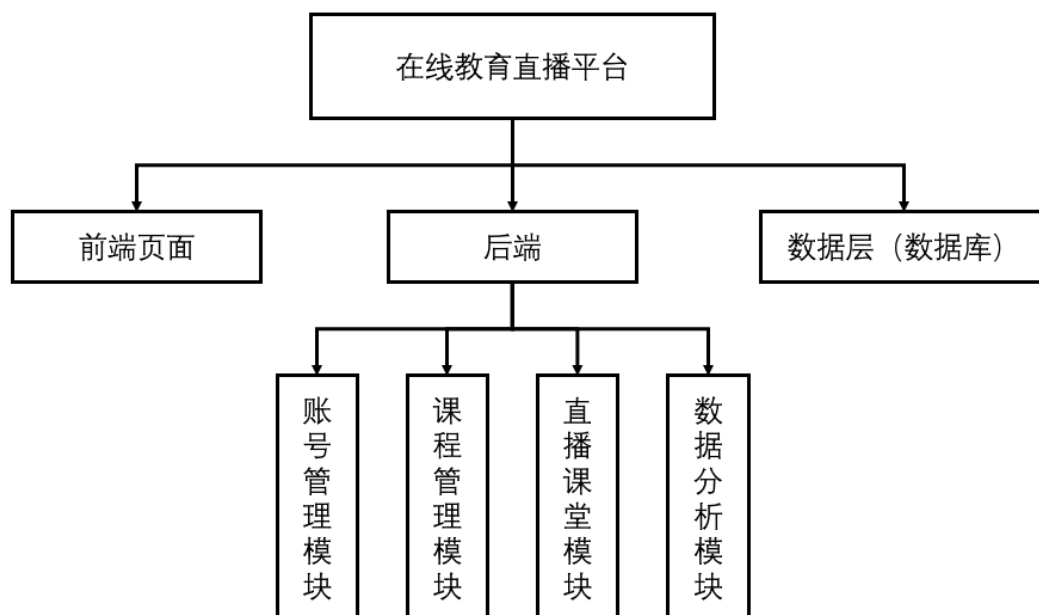 在线教育直播平台
前端页面
后端
数据层（数据库）
账号管理模块
课程管理模块
直播课堂模块
数据分析模块